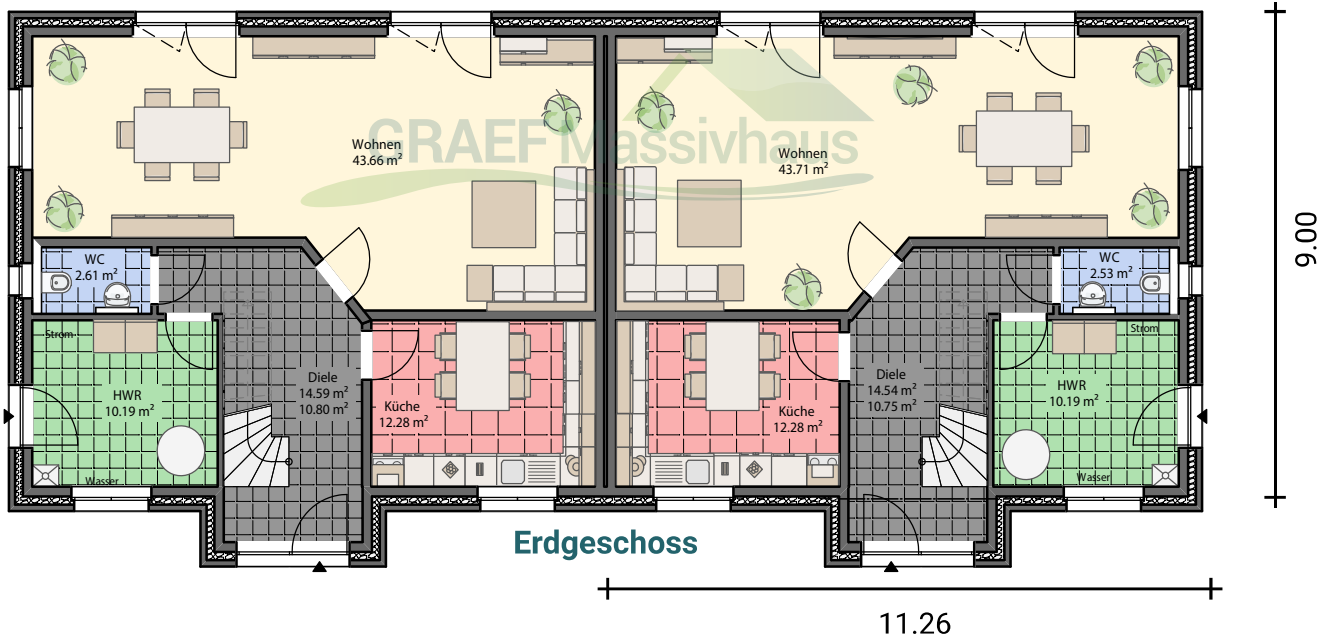 GRAEF Massivhaus
Wohnen
43.66 m²
Wohnen
43.71 m²
WC
2.61 m²
WC
2.53 m²
Strom
Strom
HWR
10.19 m²
Diele
14.59 m²
10.80 m²
Küche
12.28 m²
Küche
12.28 m²
Diele
14.54 m²
10.75 m²
HWR
10.19 m²
Wasser
Wasser
Erdgeschoss
9.00
11.26